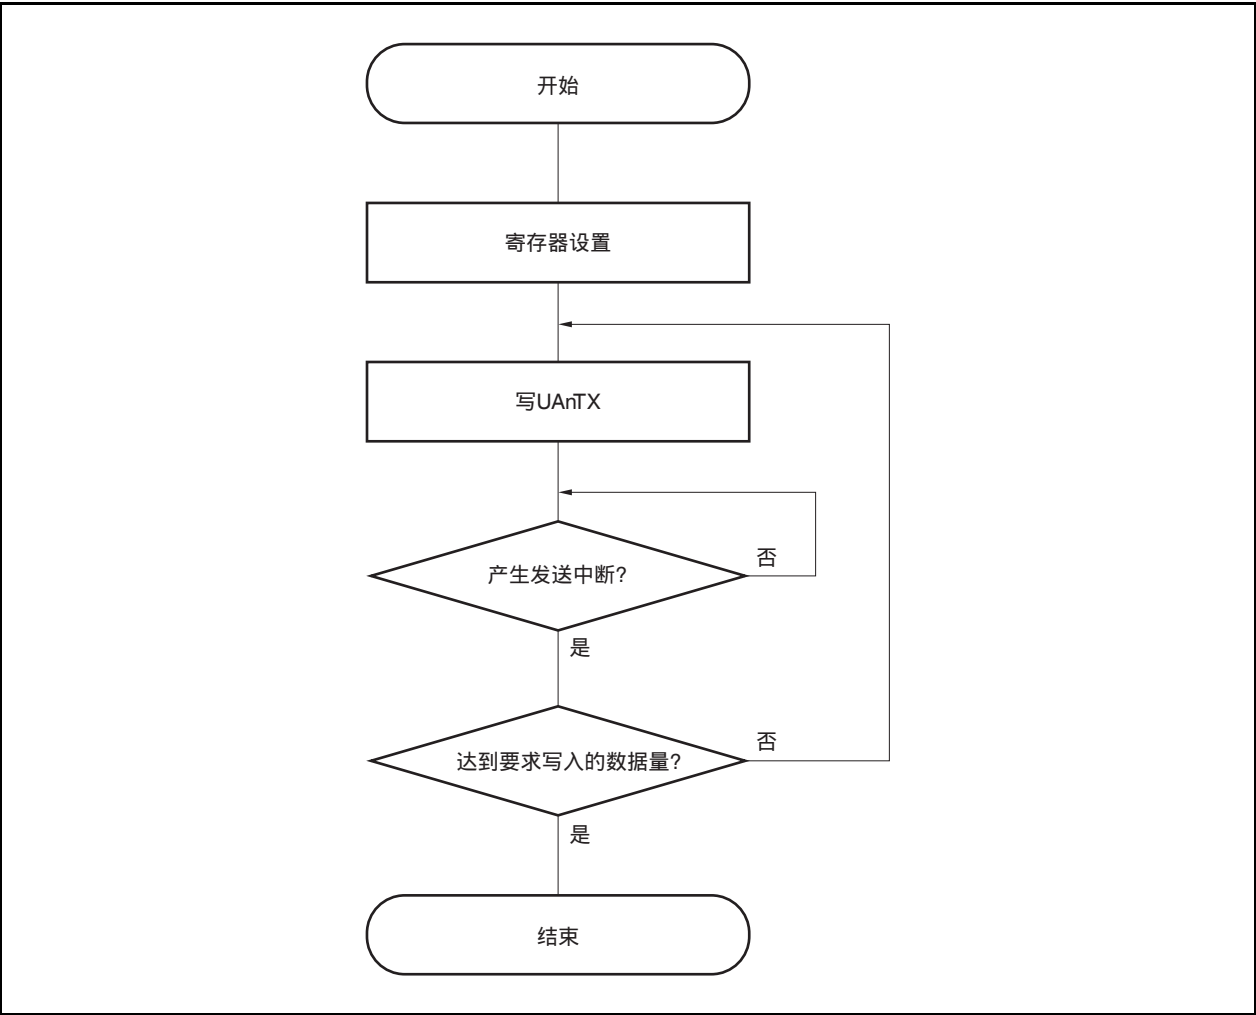 开始
寄存器设置
写UAnTX
产生发送中断?
否
是
达到要求写入的数据量?
否
是
结束